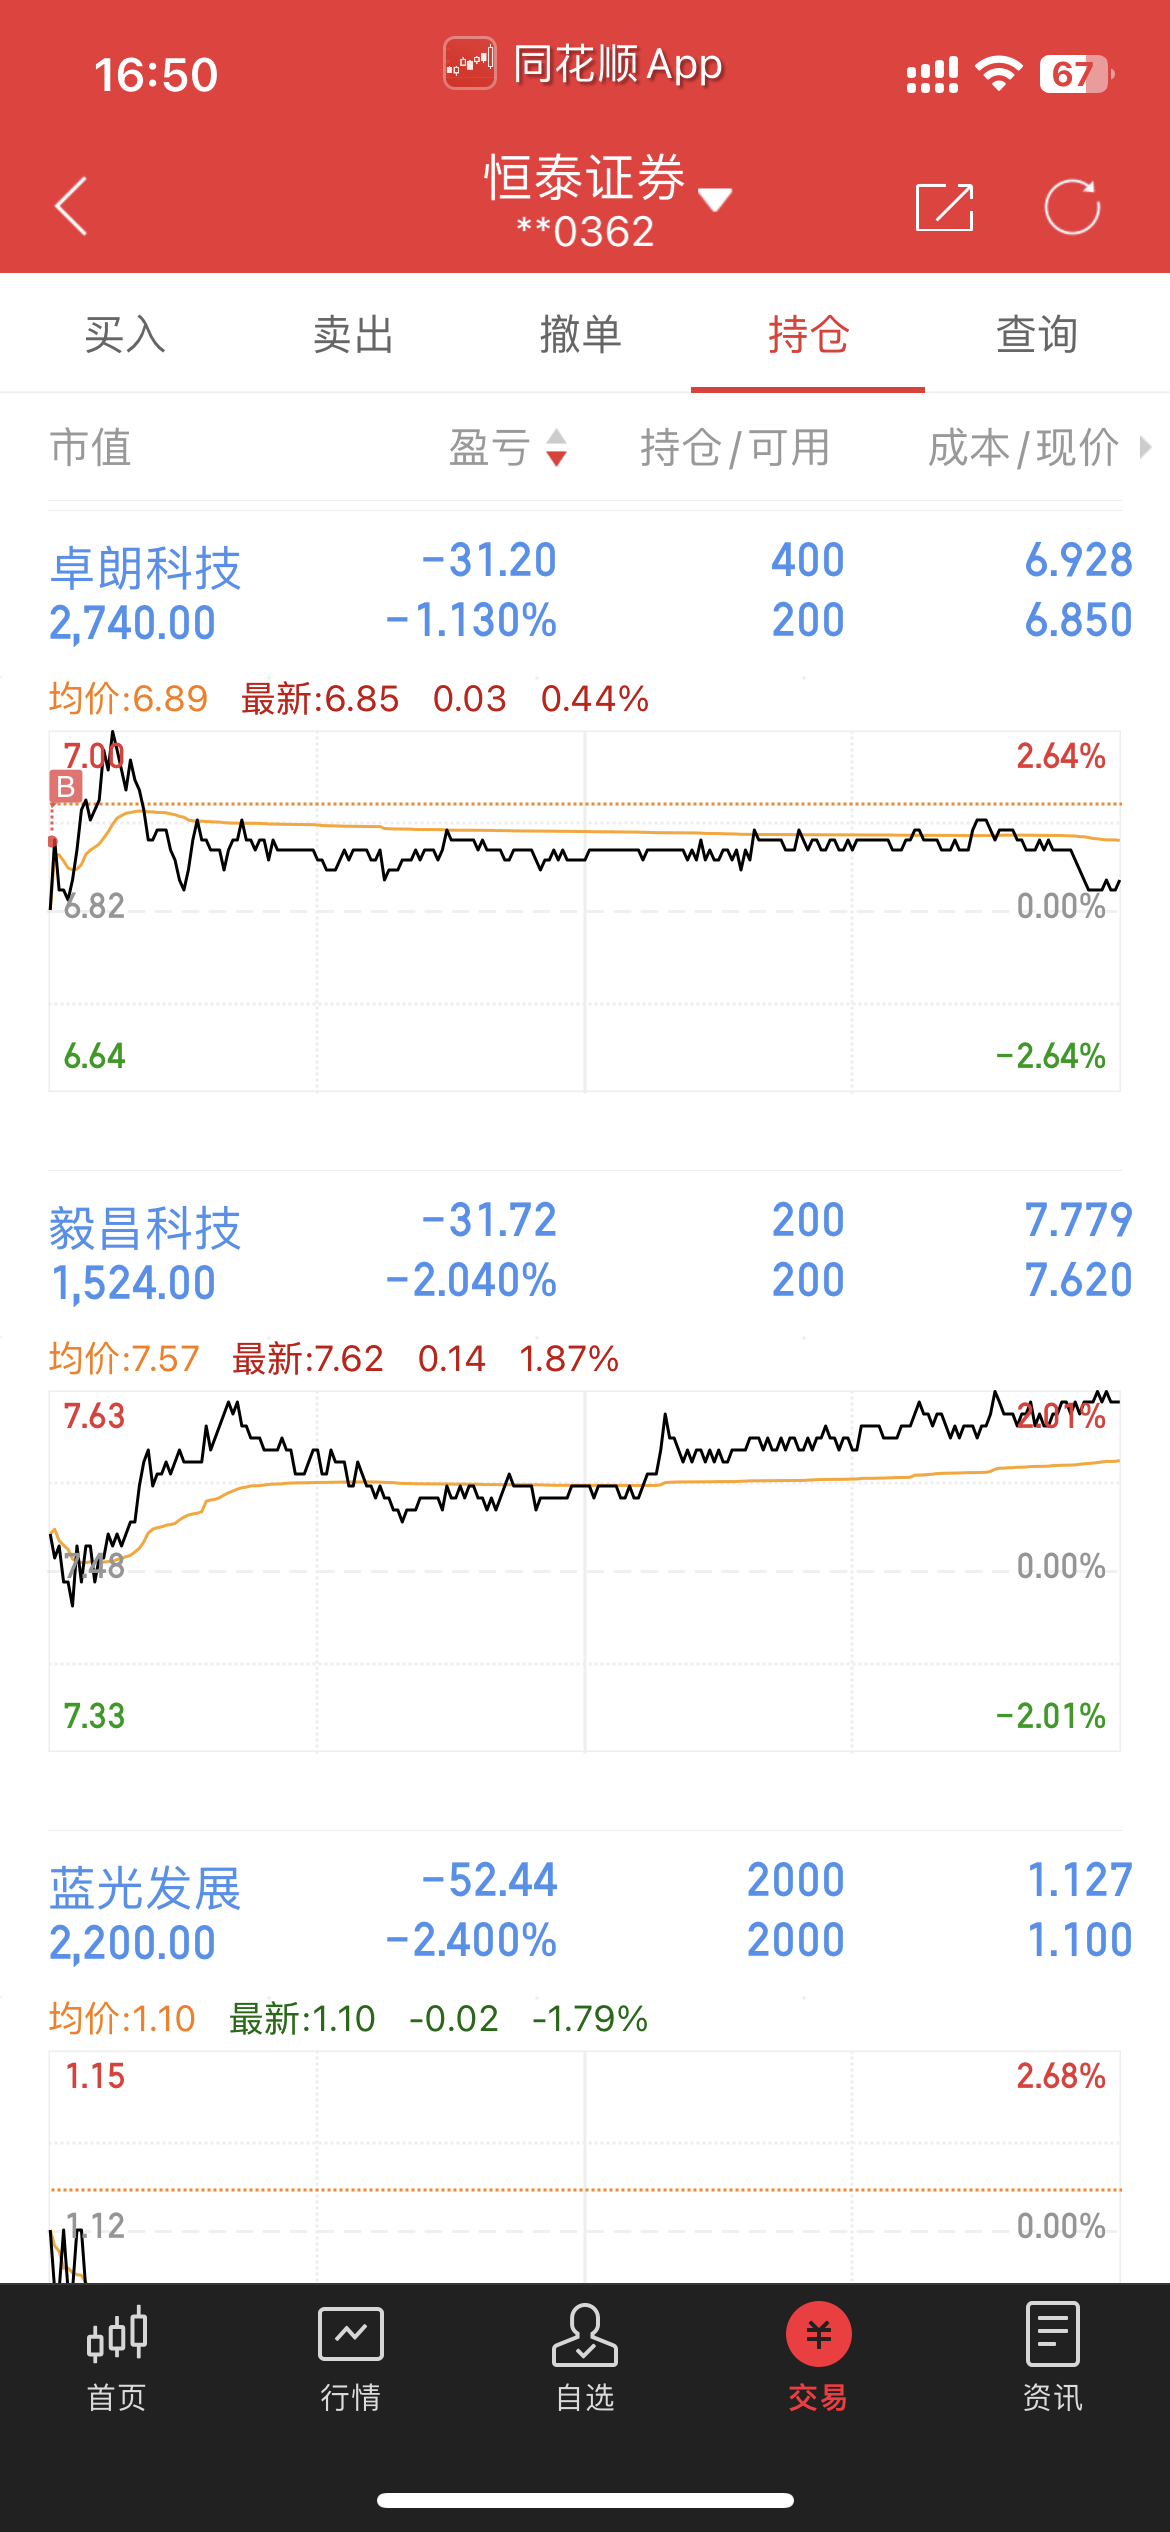 16:50
同花顺 App
67
恒泰证券
**0362
买入 卖出 撤单 持仓 查询
市值 盈亏 持仓/可用 成本/现价
卓朗科技 -31.20 400 6.928
2,740.00 -1.130% 200 6.850
均价:6.89 最新:6.85 0.03 0.44%
7.00 2.64%
B
6.82 0.00%
6.64 -2.64%
毅昌科技 -31.72 200 7.779
1,524.00 -2.040% 200 7.620
均价:7.57 最新:7.62 0.14 1.87%
7.63 2.01%
7.48 0.00%
7.33 -2.01%
蓝光发展 -52.44 2000 1.127
2,200.00 -2.400% 2000 1.100
均价:1.10 最新:1.10 -0.02 -1.79%
1.15 2.68%
1.12 0.00%
首页 行情 自选 交易 资讯